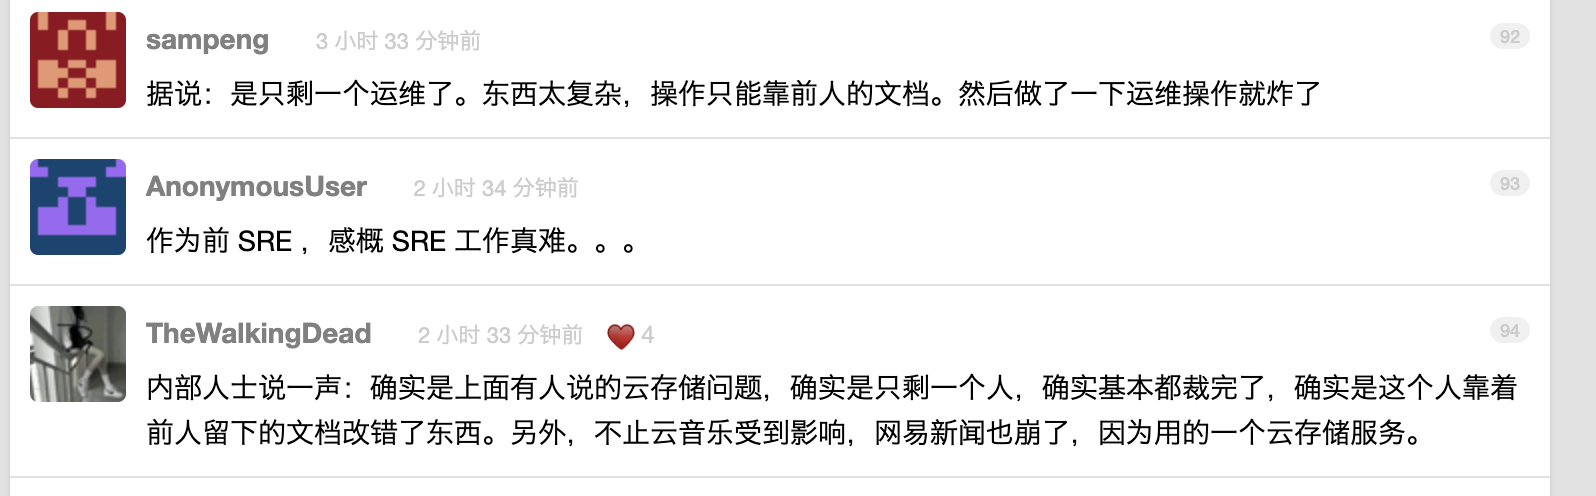 sampeng 3 小时 33 分钟前 92
据说：是只剩一个运维了。东西太复杂，操作只能靠前人的文档。然后做了一下运维操作就炸了
AnonymousUser 2 小时 34 分钟前 93
作为前 SRE ，感概 SRE 工作真难。。。
TheWalkingDead 2 小时 33 分钟前 ♥ 4 94
内部人士说一声：确实是上面有人说的云存储问题，确实是只剩一个人，确实基本都裁完了，确实是这个人靠着
前人留下的文档改错了东西。另外，不止云音乐受到影响，网易新闻也崩了，因为用的一个云存储服务。